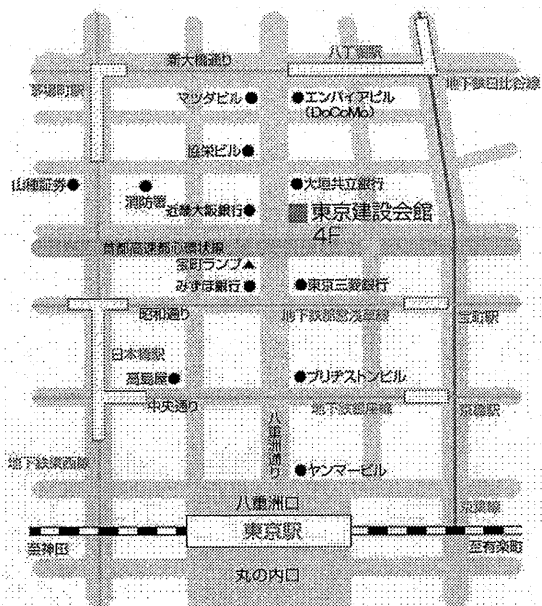 新大橋通り
八丁堀駅
茅場町駅
地下鉄日比谷線
マツダビル
エンパイアビル
(DoCoMo)
協栄ビル
山種証券
消防署
大垣共立銀行
近畿大阪銀行
東京建設会館
4F
首都高速都心環状線
宝町ランプ
みずほ銀行
東京三菱銀行
昭和通り
地下鉄都営浅草線
宝町駅
日本橋駅
高島屋
ブリヂストンビル
中央通り
地下鉄銀座線
京橋駅
八重洲通り
地下鉄東西線
ヤンマービル
八重洲口
京葉線
東京駅
至神田
至有楽町
丸の内口